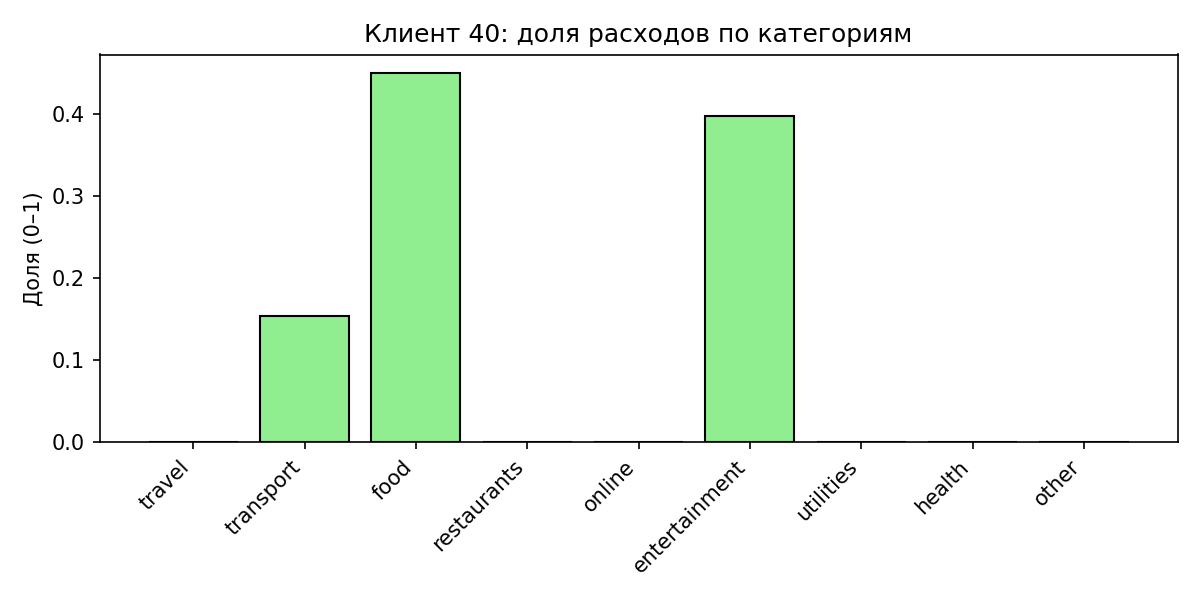 Клиент 40: доля расходов по категориям
Доля (0–1)
0.4
0.3
0.2
0.1
0.0
travel
transport
food
restaurants
online
entertainment
utilities
health
other